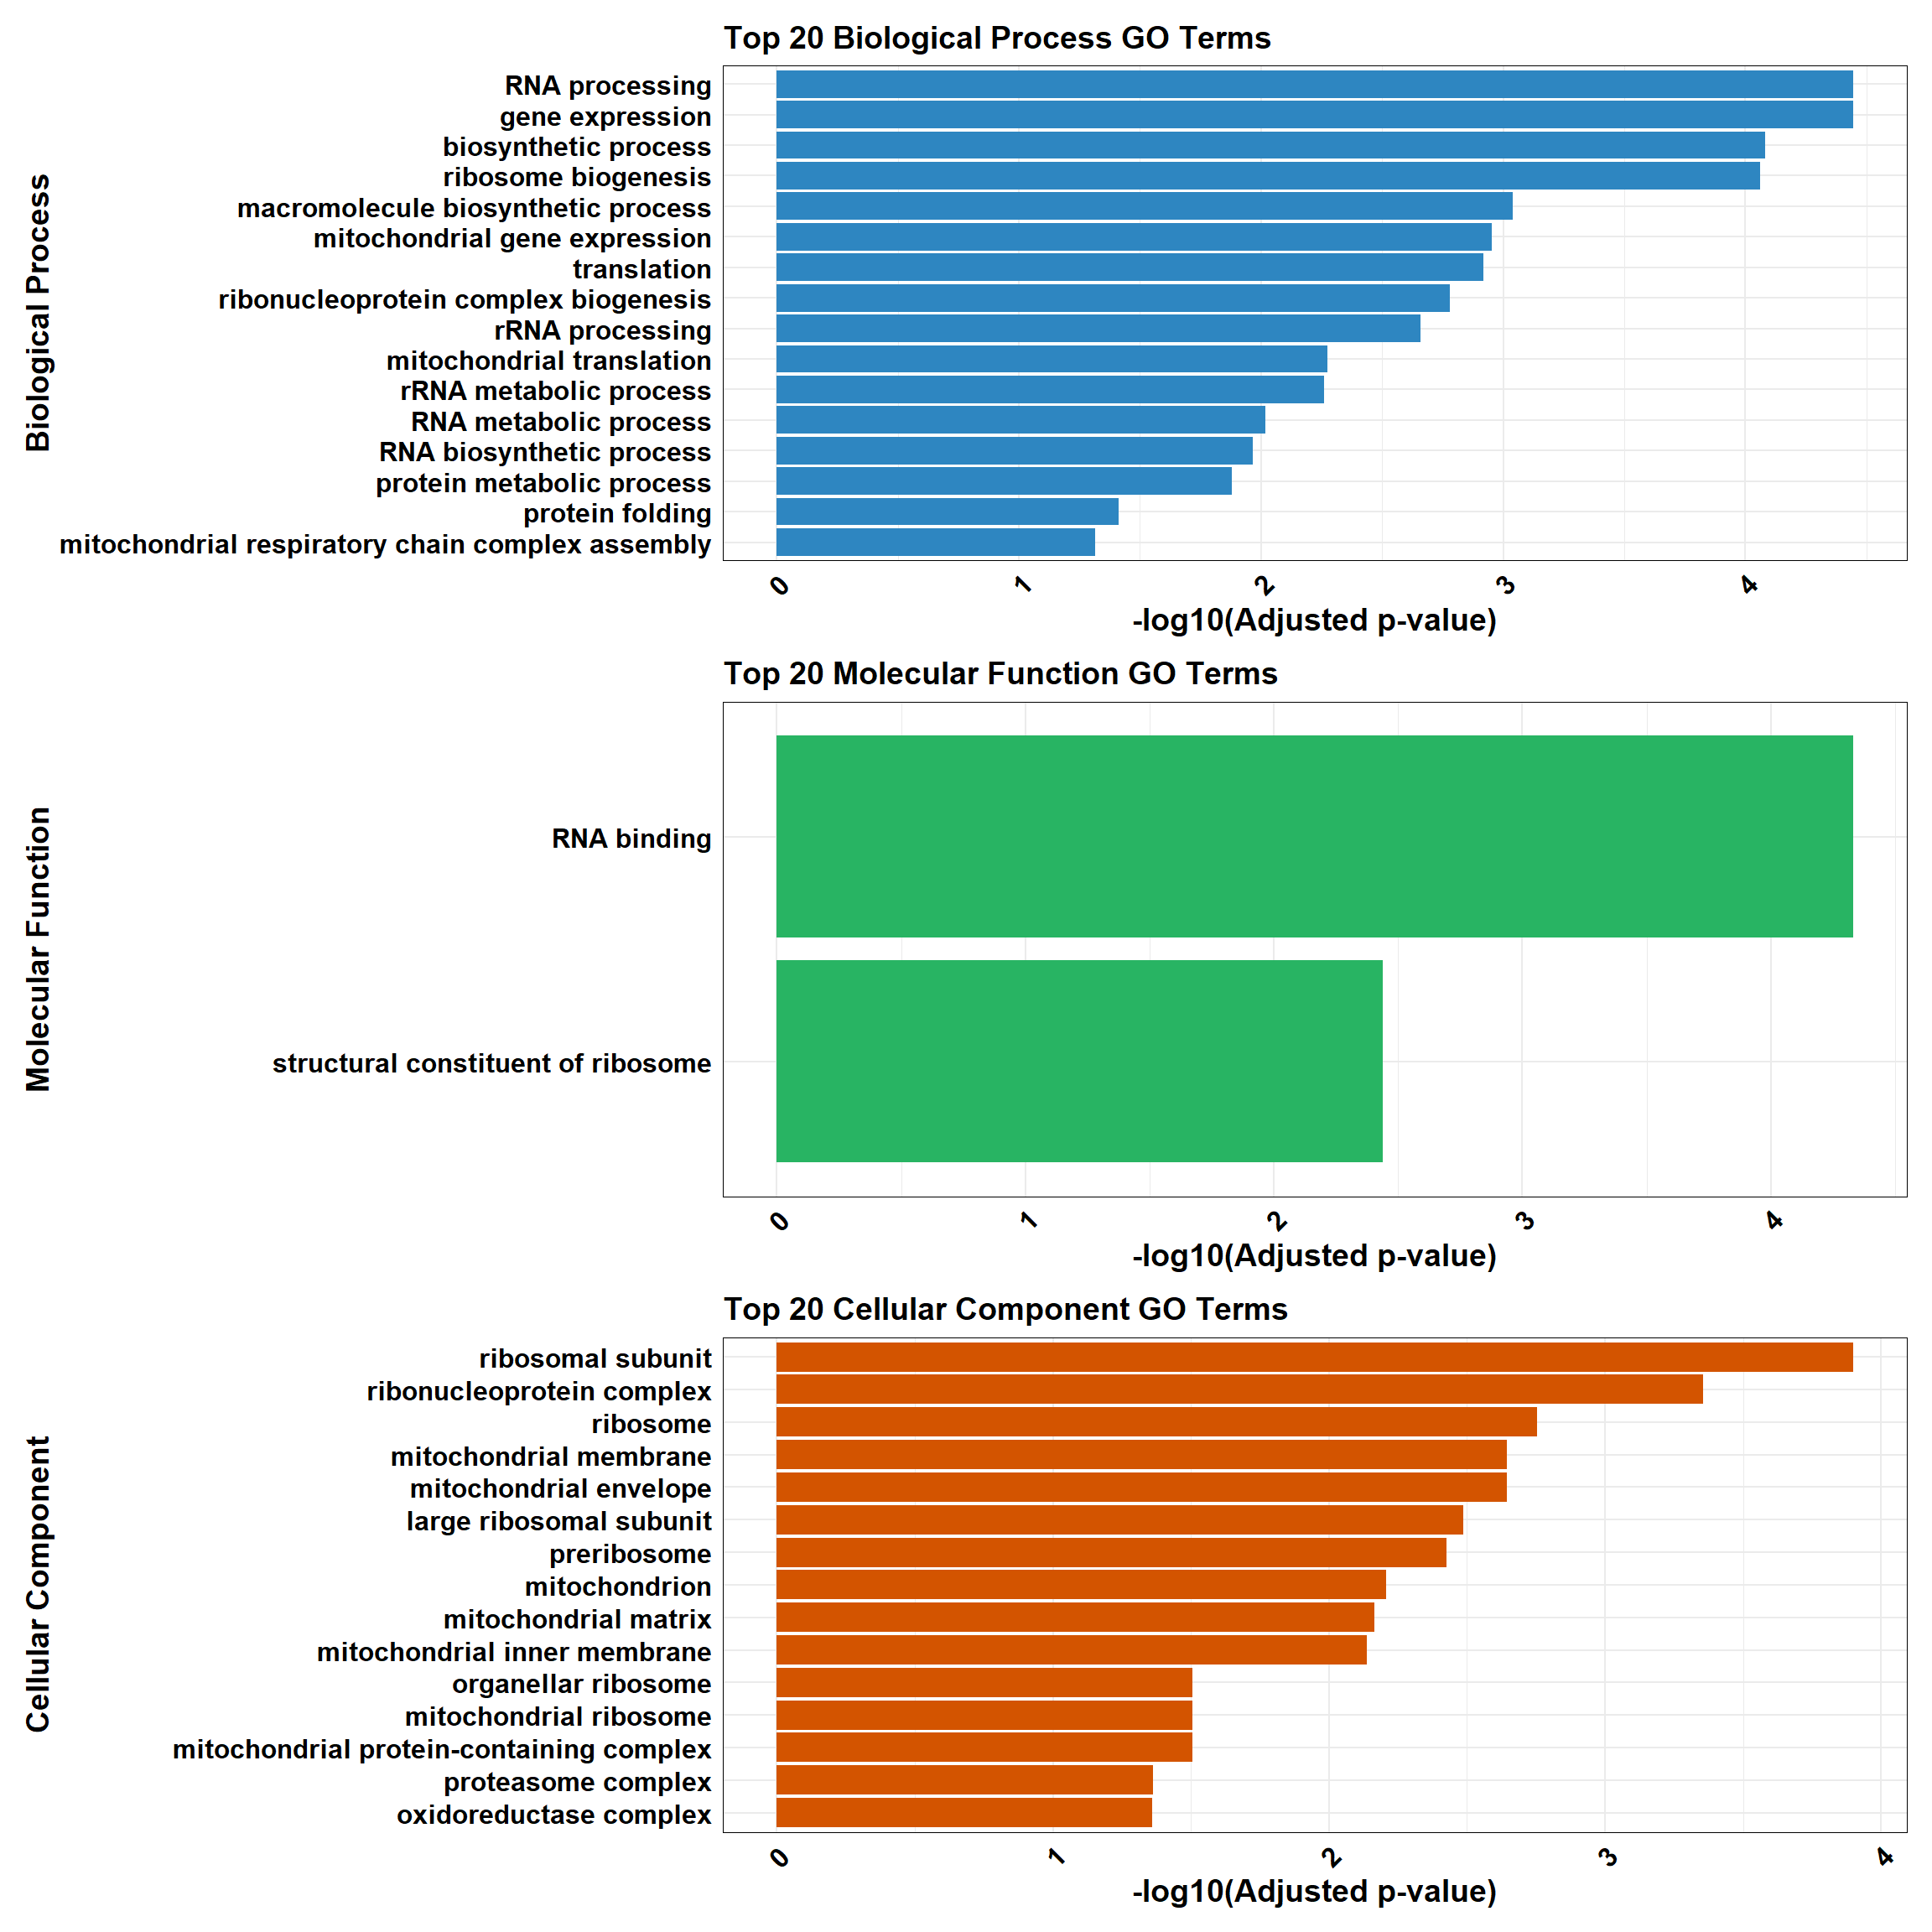 Top 20 Biological Process GO Terms
Biological Process
RNA processing
gene expression
biosynthetic process
ribosome biogenesis
macromolecule biosynthetic process
mitochondrial gene expression
translation
ribonucleoprotein complex biogenesis
rRNA processing
mitochondrial translation
rRNA metabolic process
RNA metabolic process
RNA biosynthetic process
protein metabolic process
protein folding
mitochondrial respiratory chain complex assembly
0 1 2 3 4
-log10(Adjusted p-value)
Top 20 Molecular Function GO Terms
Molecular Function
RNA binding
structural constituent of ribosome
0 1 2 3 4
-log10(Adjusted p-value)
Top 20 Cellular Component GO Terms
Cellular Component
ribosomal subunit
ribonucleoprotein complex
ribosome
mitochondrial membrane
mitochondrial envelope
large ribosomal subunit
preribosome
mitochondrion
mitochondrial matrix
mitochondrial inner membrane
organellar ribosome
mitochondrial ribosome
mitochondrial protein-containing complex
proteasome complex
oxidoreductase complex
0 1 2 3 4
-log10(Adjusted p-value)